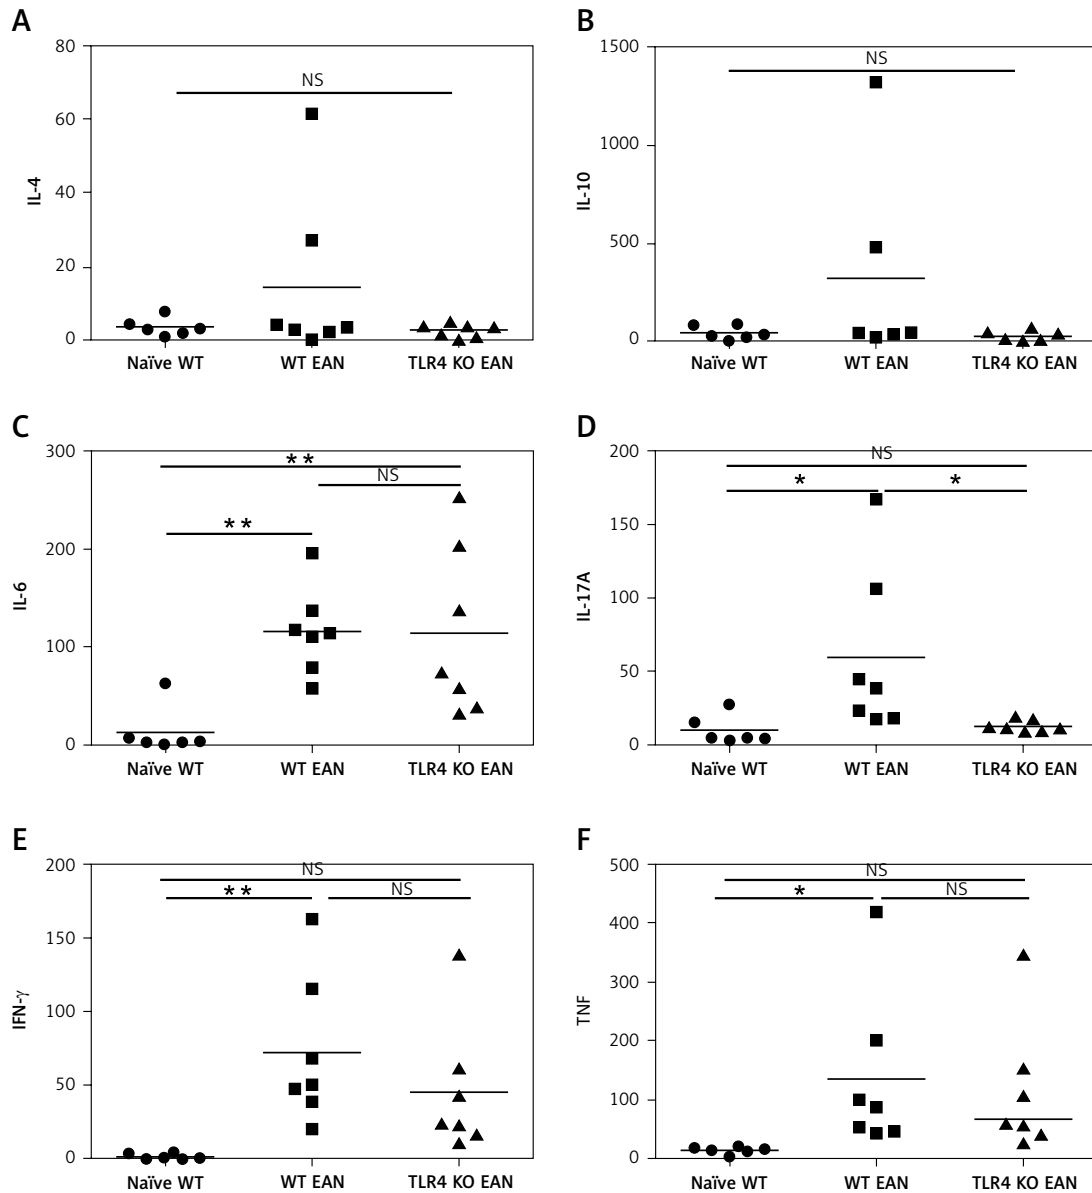 A
80
60
40
20
0
IL-4
NS
Naïve WT WT EAN TLR4 KO EAN
B
1500
1000
500
0
IL-10
NS
Naïve WT WT EAN TLR4 KO EAN
C
300
200
100
0
IL-6
**
NS
**
Naïve WT WT EAN TLR4 KO EAN
D
200
150
100
50
0
IL-17A
NS
* *
Naïve WT WT EAN TLR4 KO EAN
E
200
150
100
50
0
IFN-γ
NS
** NS
Naïve WT WT EAN TLR4 KO EAN
F
500
400
300
200
100
0
TNF
NS
* NS
Naïve WT WT EAN TLR4 KO EAN